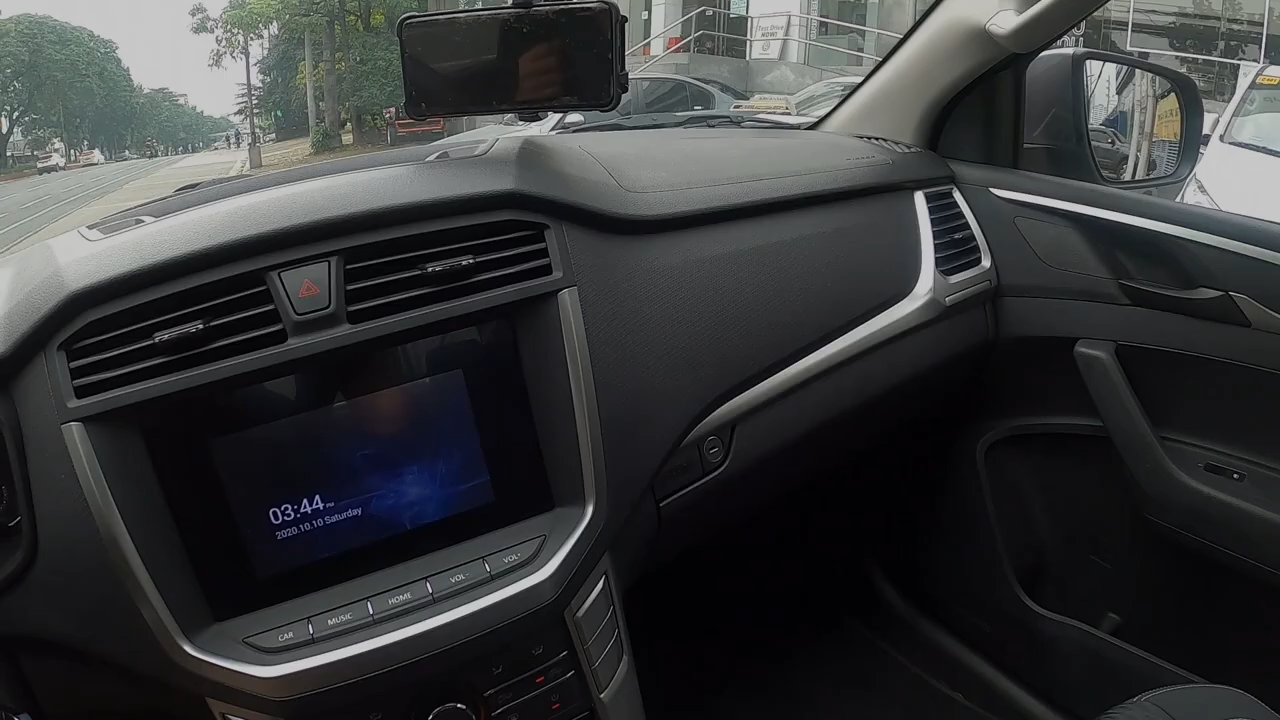 Test Drive
NOW!
03:44 PM
2020.10.10 Saturday
CAR
MUSIC
HOME
VOL-
VOL+